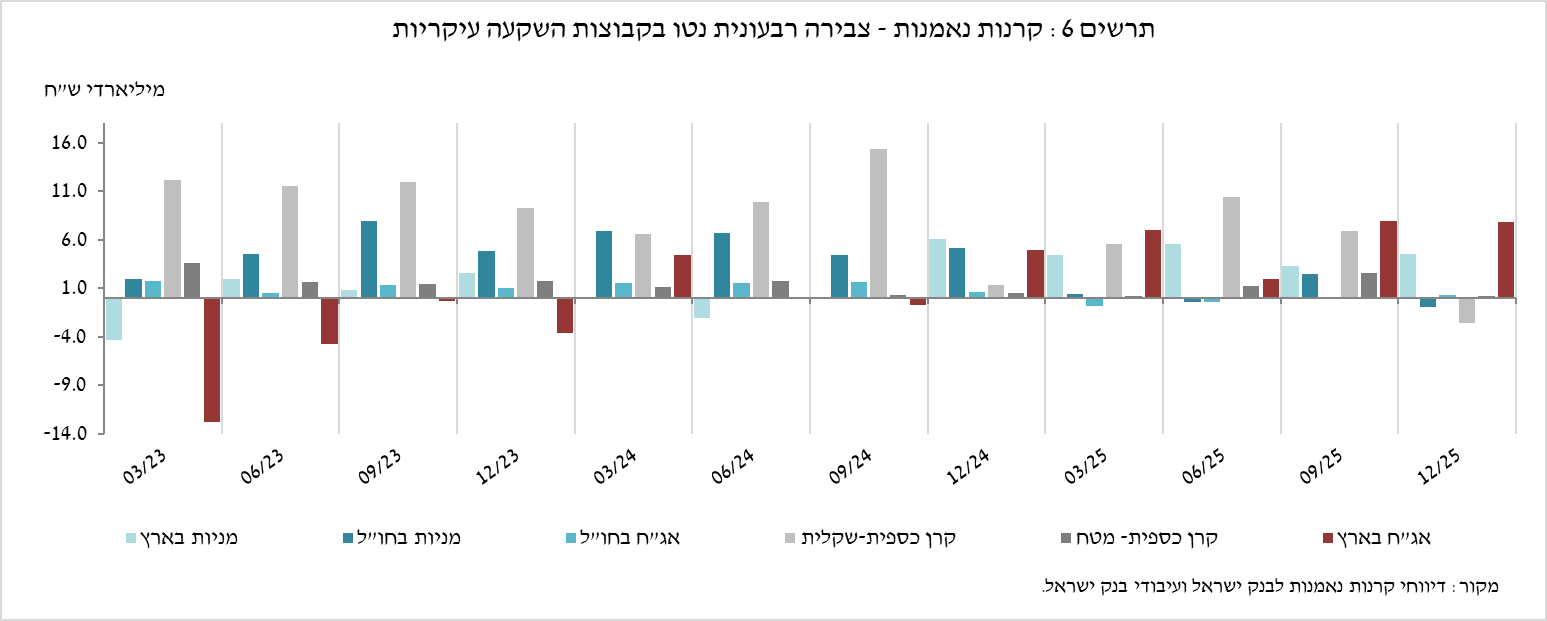 תרשים 6 : קרנות נאמנות - צבירה רבעונית נטו בקבוצות השקעה עיקריות
מיליארדי ש"ח
16.0
11.0
6.0
1.0
-4.0
-9.0
-14.0
03/23 06/23 09/23 12/23 03/24 06/24 09/24 12/24 03/25 06/25 09/25 12/25
מניות בארץ מניות בחו"ל אג"ח בחו"ל קרן כספית-שקלית קרן כספית- מטח אג"ח בארץ
מקור : דיווחי קרנות נאמנות לבנק ישראל ועיבודי בנק ישראל.